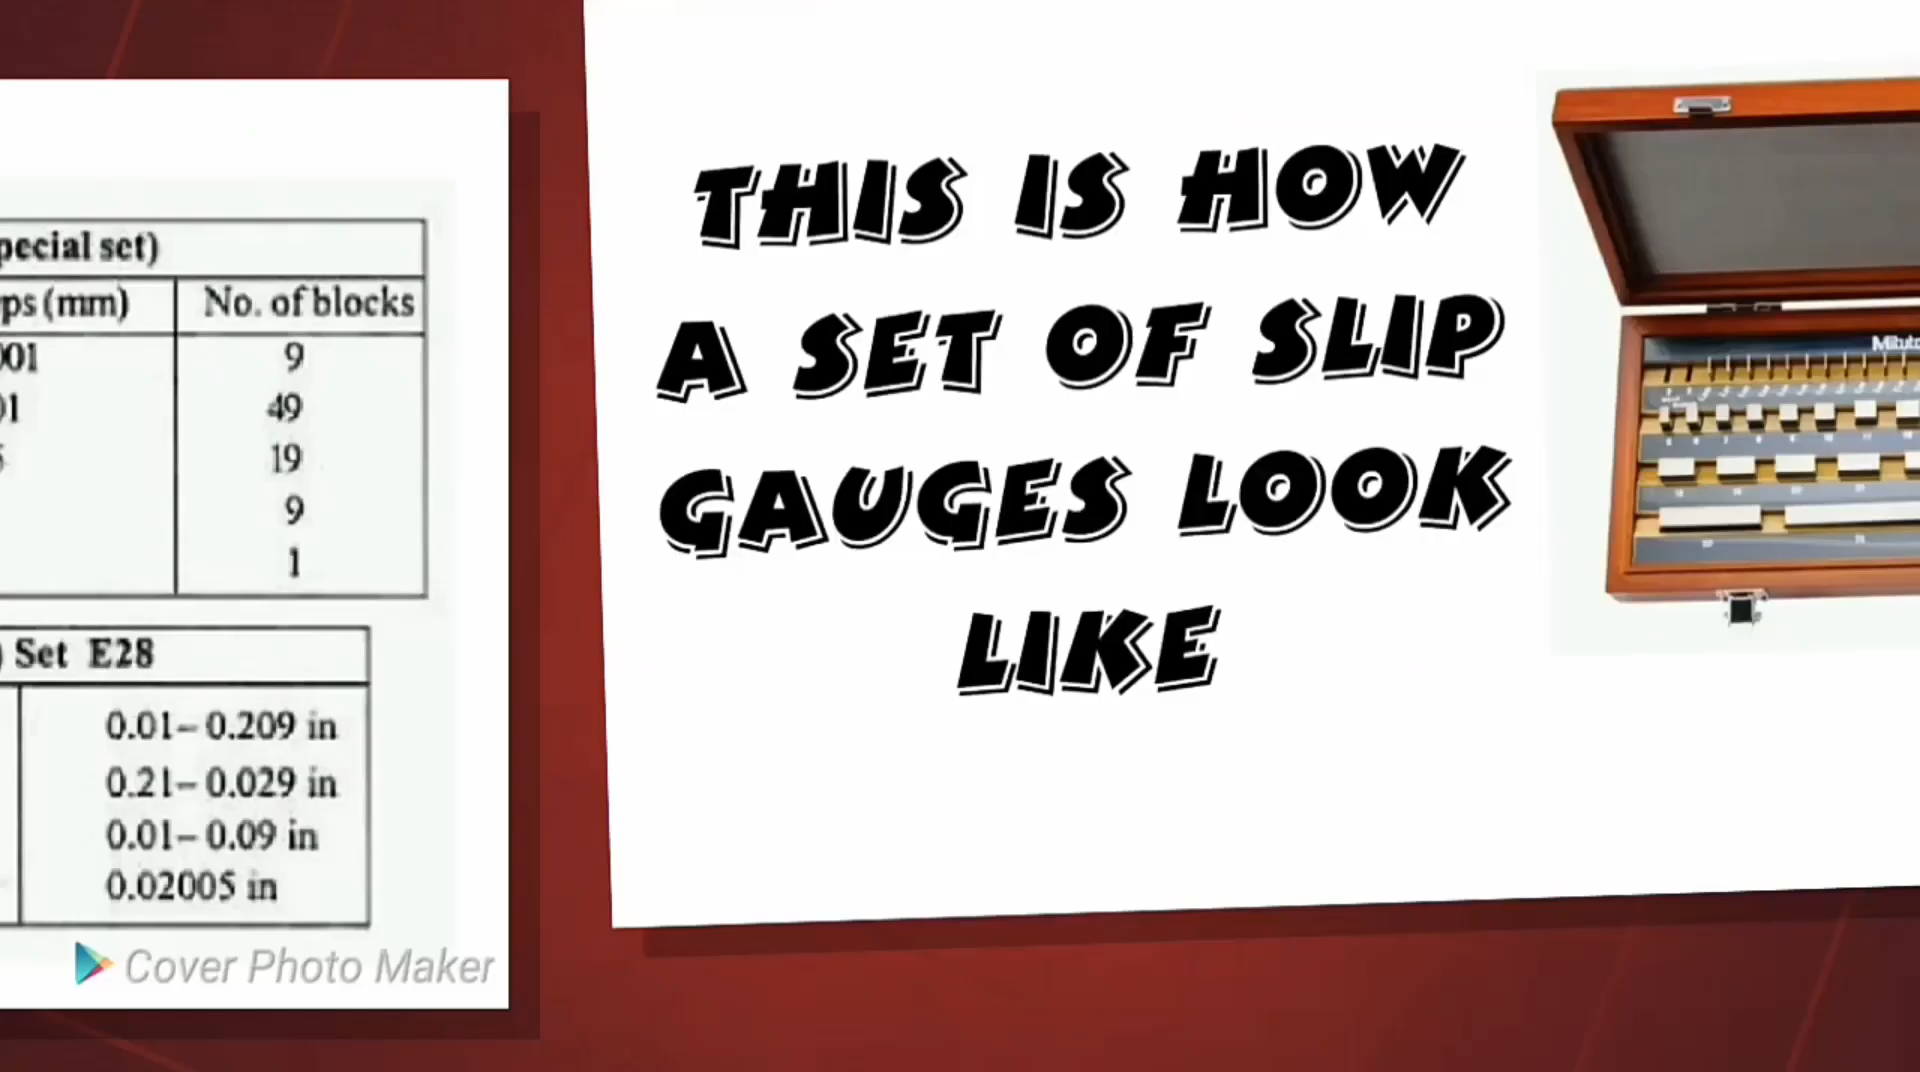 pecial set)
ps (mm) No. of blocks
001 9
01 49
5 19
9
1
) Set E28
0.01– 0.209 in
0.21– 0.029 in
0.01– 0.09 in
0.02005 in
Cover Photo Maker
THIS IS HOW
A SET OF SLIP
GAUGES LOOK
LIKE